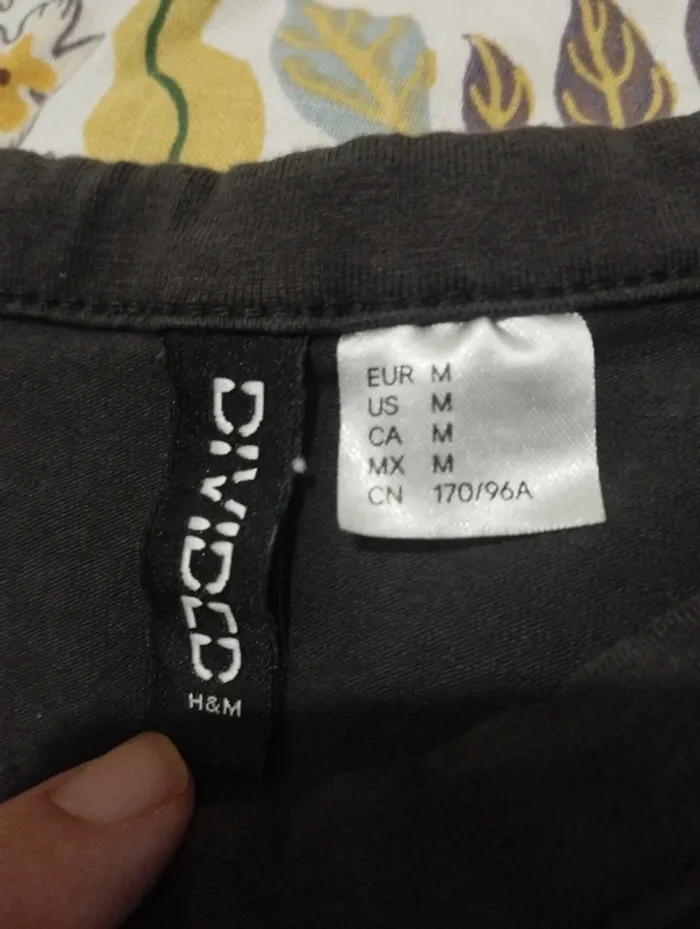 DIVIDED
H&M
EUR M
US M
CA M
MX M
CN 170/96A